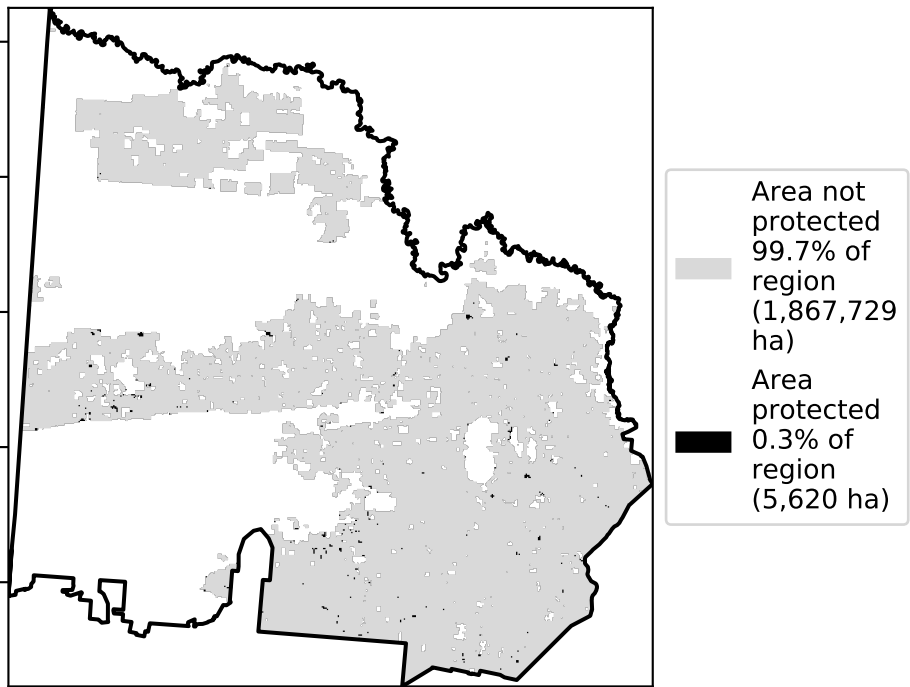 Area not
protected
99.7% of
region
(1,867,729
ha)
Area
protected
0.3% of
region
(5,620 ha)